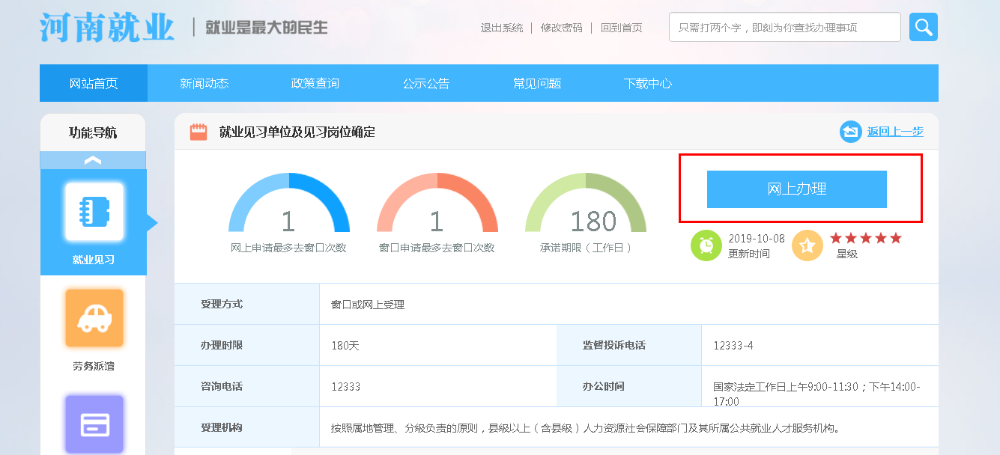 河南就业 就业是最大的民生 退出系统 修改密码 回到首页 只需打两个字，即刻为你查找办理事项
网站首页 新闻动态 政策查询 公示公告 常见问题 下载中心
功能导航
就业见习
劳务派遣
就业见习单位及见习岗位确定 返回上一步
1 1 180
网上申请最多去窗口次数 窗口申请最多去窗口次数 承诺期限（工作日）
网上办理
2019-10-08
更新时间 星级
受理方式 窗口或网上受理
办理时限 180天 监督投诉电话 12333-4
咨询电话 12333 办公时间 国家法定工作日上午9:00-11:30；下午14:00-
17:00
受理机构 按照属地管理、分级负责的原则，县级以上（含县级）人力资源社会保障部门及其所属公共就业人才服务机构。